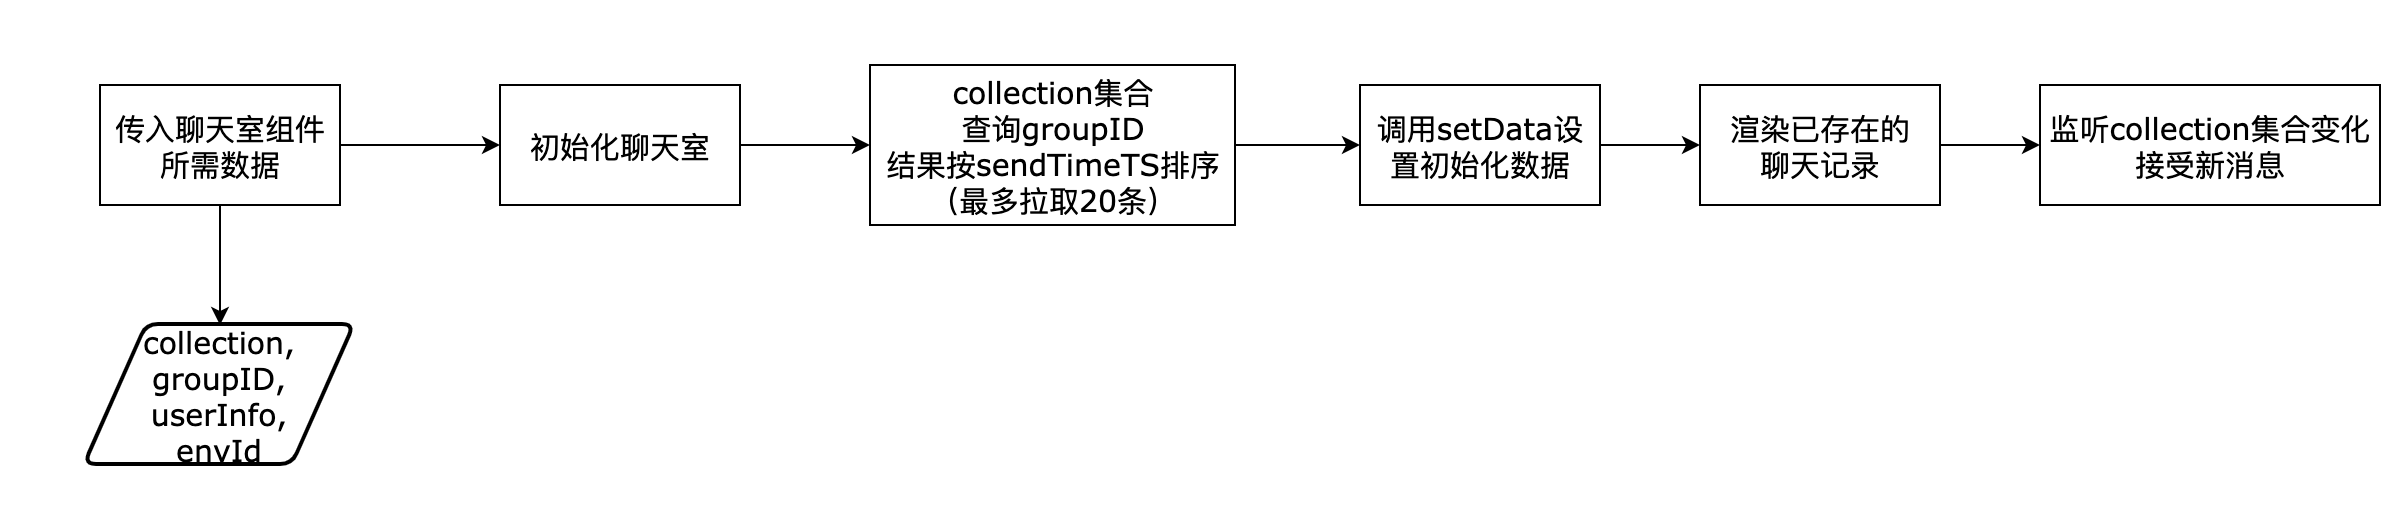 传入聊天室组件
所需数据
初始化聊天室
collection集合
查询groupID
结果按sendTimeTS排序
（最多拉取20条）
调用setData设
置初始化数据
渲染已存在的
聊天记录
监听collection集合变化
接受新消息
collection,
groupID,
userInfo,
envId